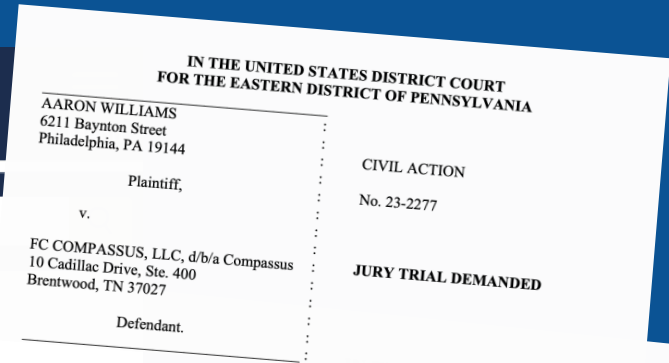 IN THE UNITED STATES DISTRICT COURT
FOR THE EASTERN DISTRICT OF PENNSYLVANIA
AARON WILLIAMS
6211 Baynton Street
Philadelphia, PA 19144
Plaintiff,
v.
FC COMPASSUS, LLC, d/b/a Compassus
10 Cadillac Drive, Ste. 400
Brentwood, TN 37027
Defendant.
CIVIL ACTION
No. 23-2277
JURY TRIAL DEMANDED